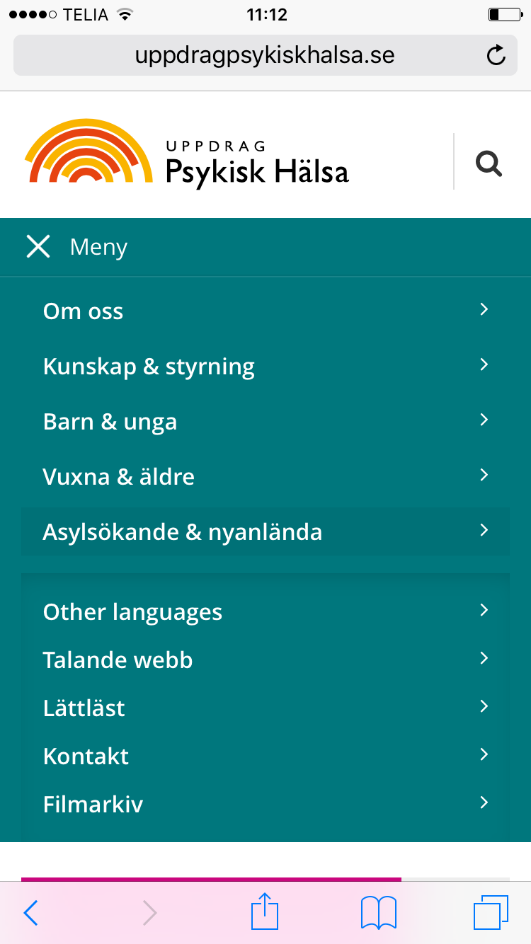 TELIA
11:12
uppdragpsykiskhalsa.se
UPPDRAG
Psykisk Hälsa
Meny
Om oss
Kunskap & styrning
Barn & unga
Vuxna & äldre
Asylsökande & nyanlända
Other languages
Talande webb
Lättläst
Kontakt
Filmarkiv